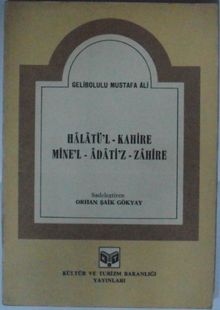 GELİBOLULU MUSTAFA ALİ
HÂLÂTÜ'L - KAHİRE
MİNE'L - ÂDÂTİ'Z - ZÂHİRE
Sadeleştiren
ORHAN ŞAİK GÖKYAY
KÜLTÜR VE TURİZM BAKANLIĞI
YAYINLARI